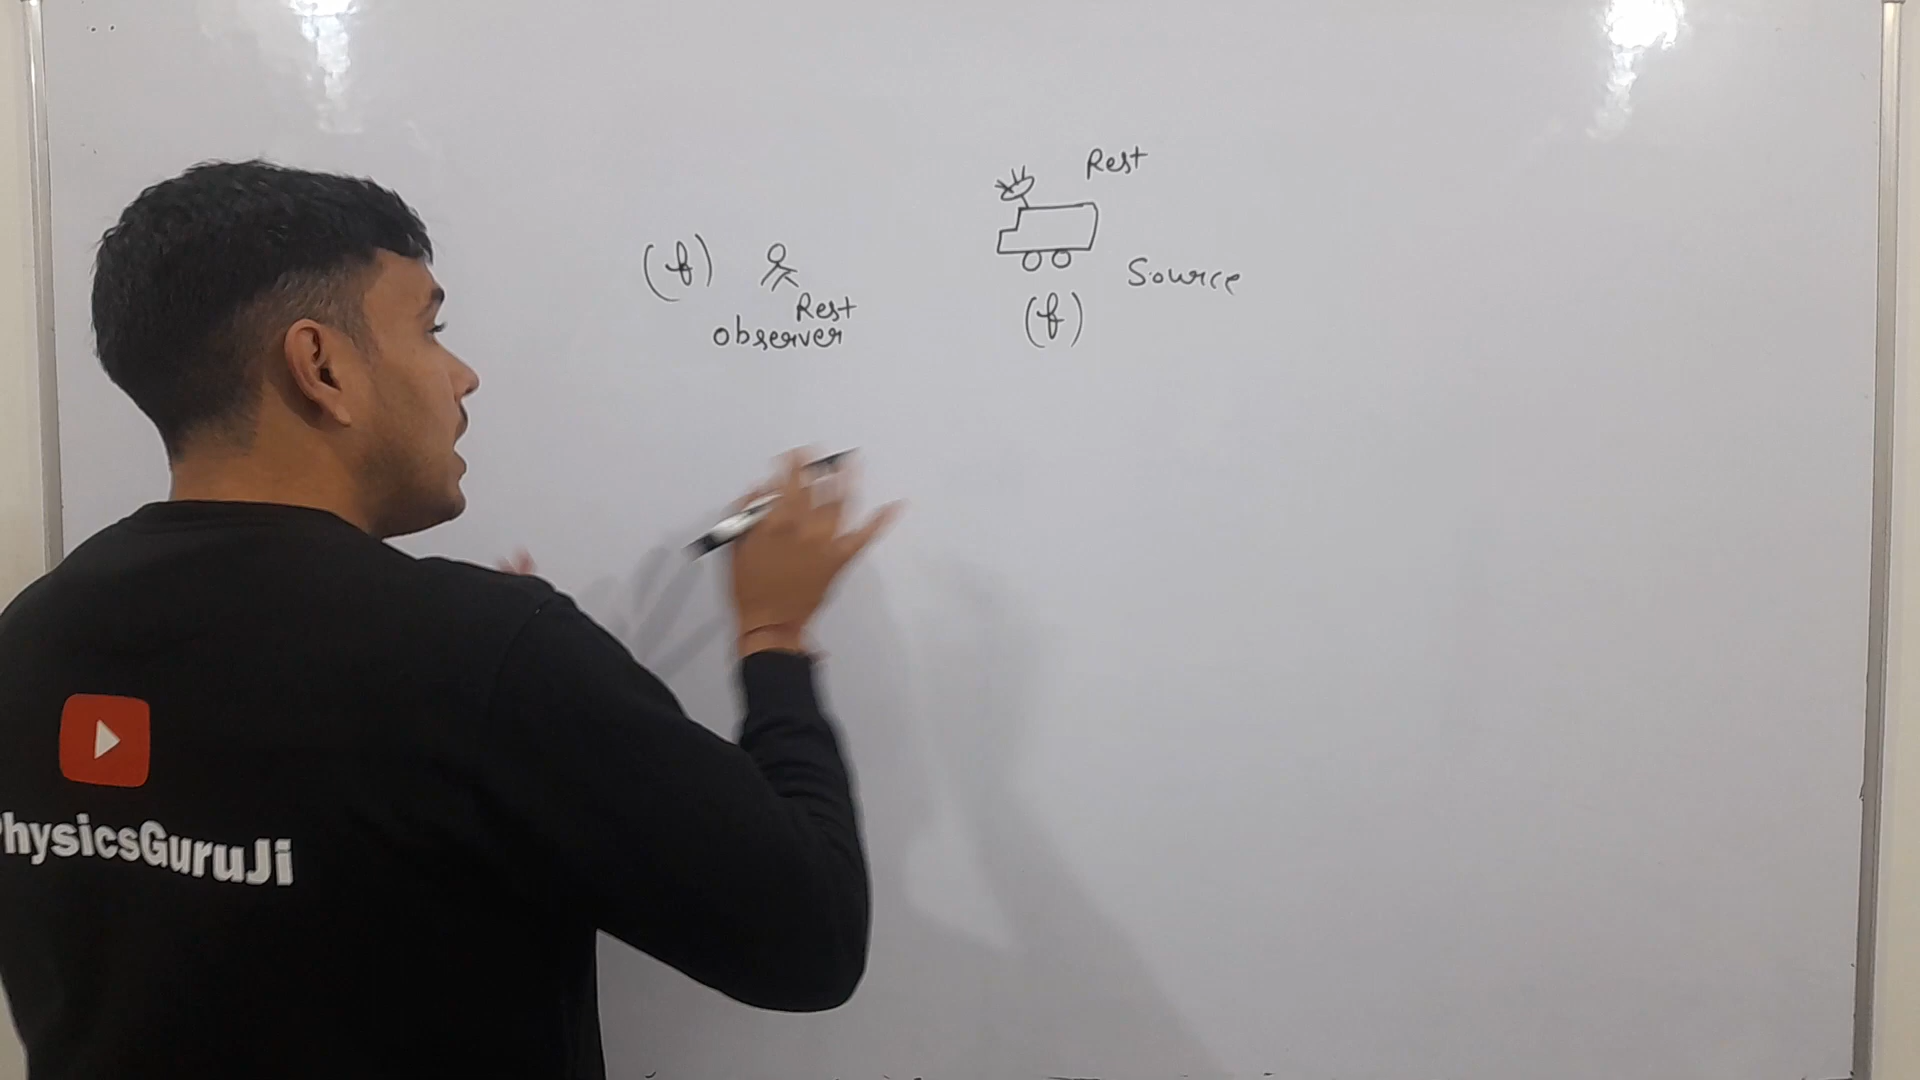 Rest
(f)
Source
Rest
observer
(f)
PhysicsGuruJi